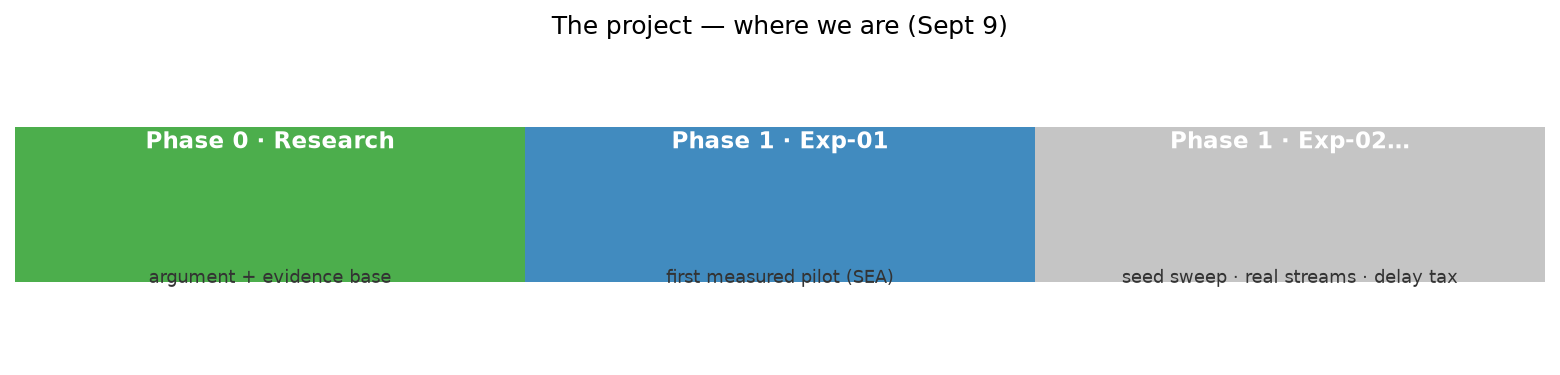 The project — where we are (Sept 9)
Phase 0 · Research
Phase 1 · Exp-01
Phase 1 · Exp-02…
argument + evidence base
first measured pilot (SEA)
seed sweep · real streams · delay tax